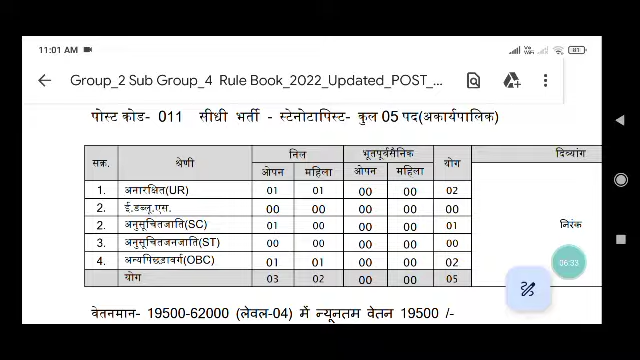 11:01 AM
81
Group_2 Sub Group_4 Rule Book_2022_Updated_POST_...
पोस्ट कोड- 011 सीधी भर्ती - स्टेनोटापिस्ट- कुल 05 पद(अकार्यपालिक)
सक्र. श्रेणी निल भूतपूर्वसैनिक योग दिव्यांग
ओपन महिला ओपन महिला
1. अनारक्षित(UR) 01 01 00 00 02
2. ई.डब्लू.एस. 00 00 00 00 00
2. अनुसूचितजाति(SC) 01 00 00 00 01 निरंक
3. अनुसूचितजनजाति(ST) 00 00 00 00 00
4. अन्यपिछड़ावर्ग(OBC) 01 01 00 00 02
योग 03 02 00 00 05
06:33
वेतनमान- 19500-62000 (लेवल-04) में न्यूनतम वेतन 19500 /-